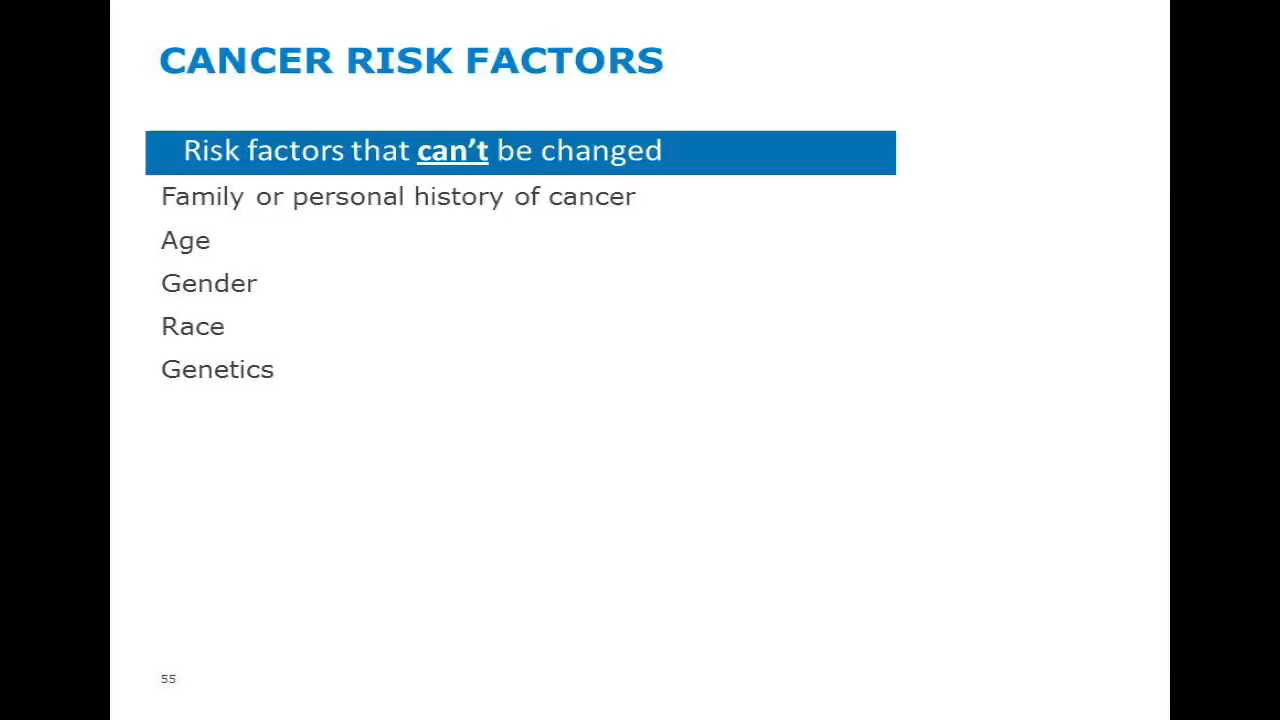 CANCER RISK FACTORS
Risk factors that can't be changed
Family or personal history of cancer
Age
Gender
Race
Genetics
55